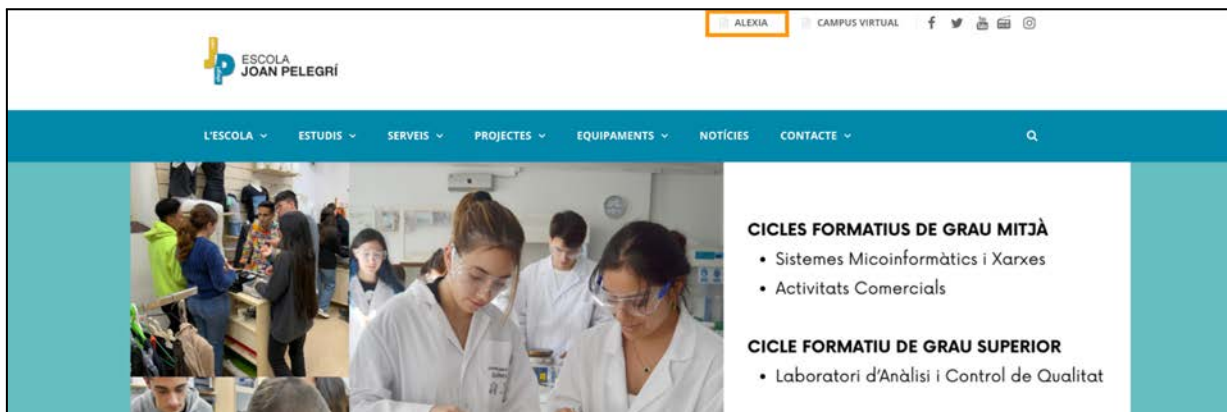 ALEXIA CAMPUS VIRTUAL
JP
ESCOLA
JOAN PELEGRÍ
L'ESCOLA ESTUDIS SERVEIS PROJECTES EQUIPAMENTS NOTÍCIES CONTACTE
CICLES FORMATIUS DE GRAU MITJÀ
• Sistemes Micoinformàtics i Xarxes
• Activitats Comercials
CICLE FORMATIU DE GRAU SUPERIOR
• Laboratori d'Anàlisi i Control de Qualitat